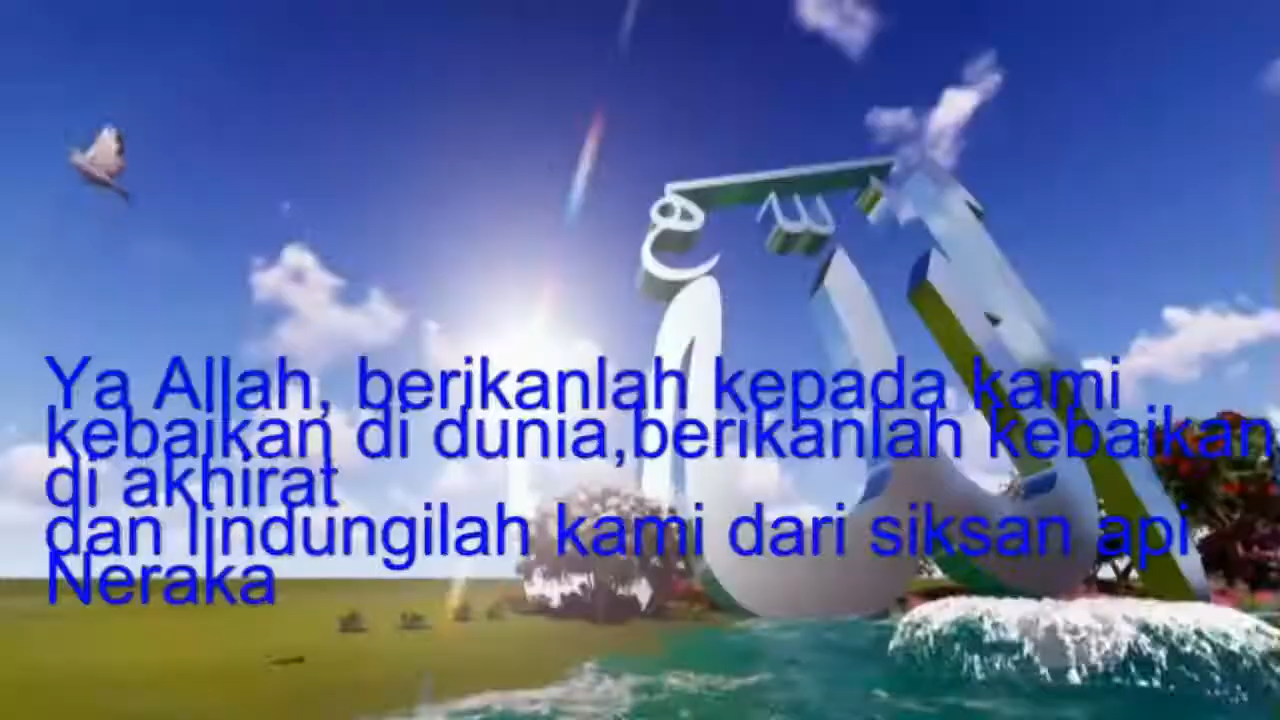 الله
Ya Allah, berikanlah kepada kami
kebaikan di dunia,berikanlah kebaikan
di akhirat
dan lindungilah kami dari siksan api
Neraka